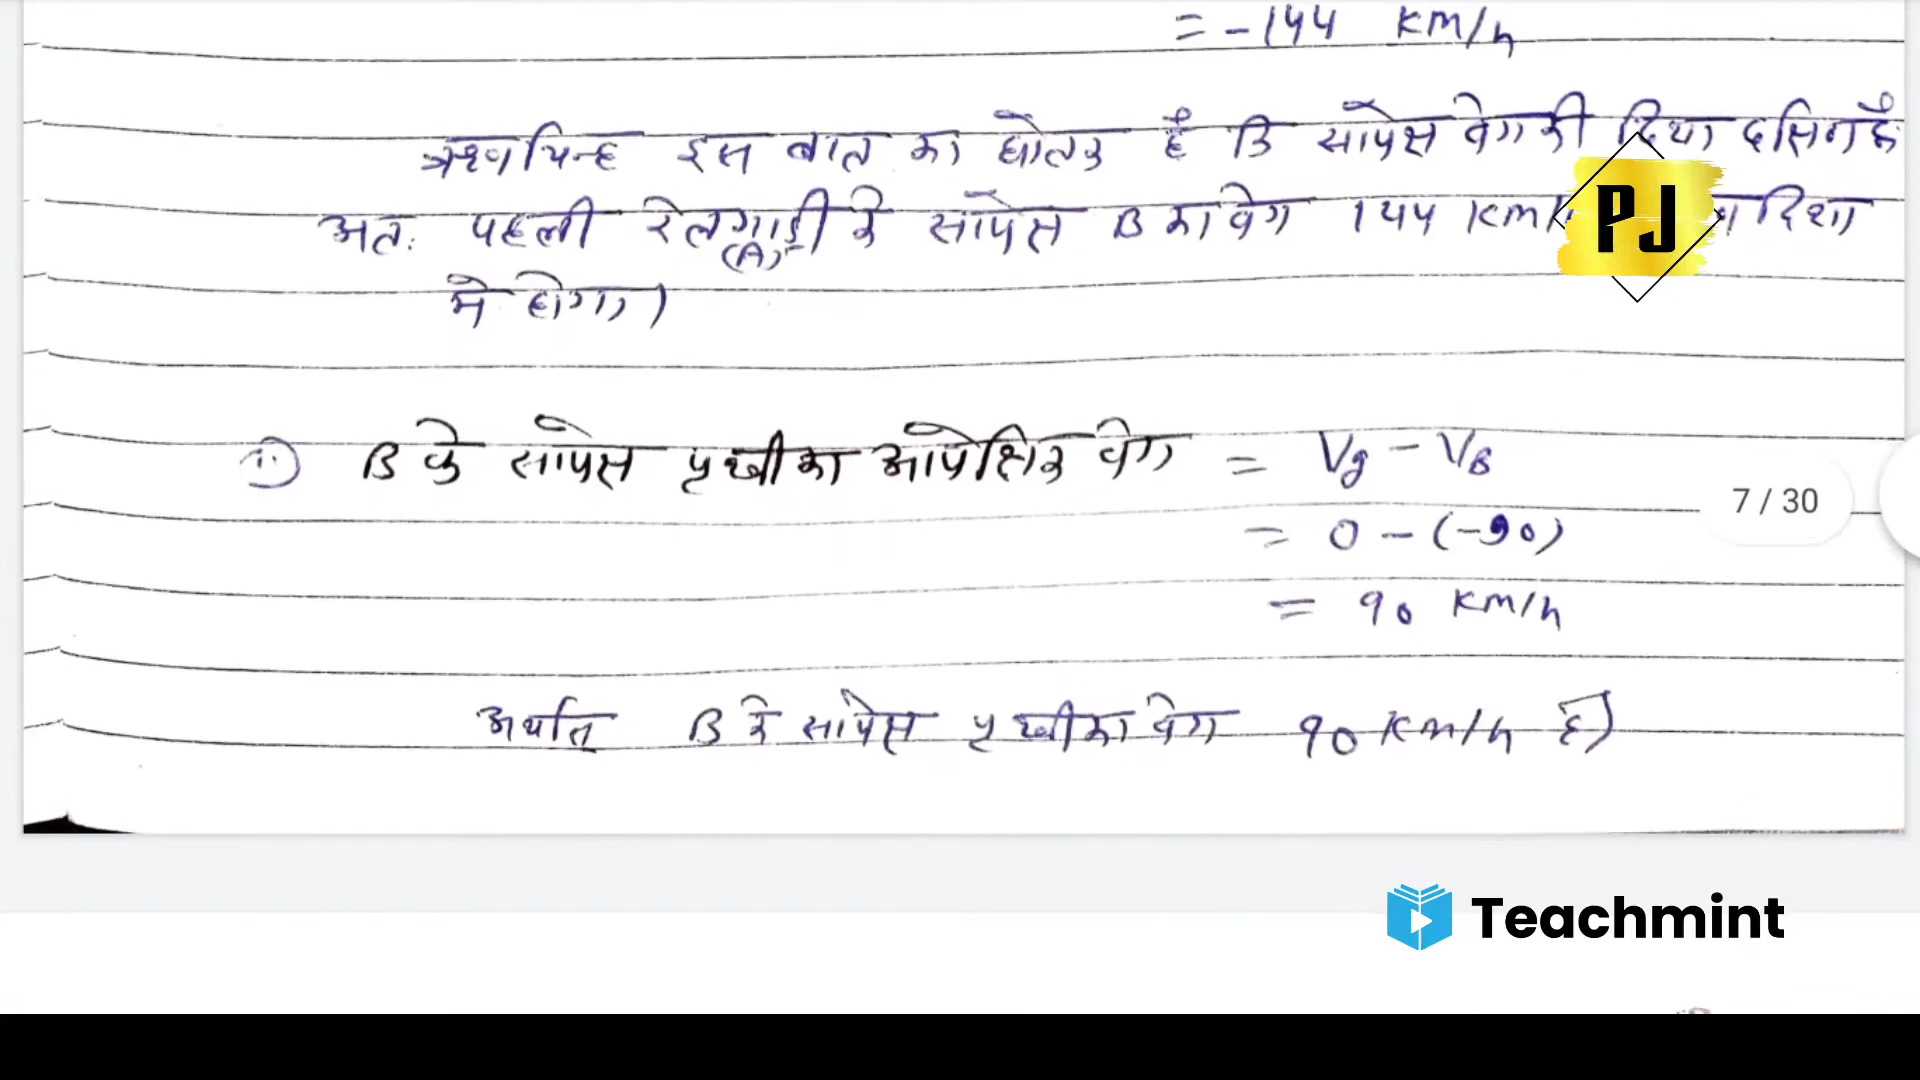 = -144 KM/h
ऋणचिन्ह इस बात का धोतक है कि सापेक्ष वेग की दिशा दक्षिण है
अतः पहली रेलगाड़ी के सापेक्ष B का वेग 144 KM/ दिशा
(A)
मे होगा।
PJ
ii) B के सापेक्ष पृथ्वी का आपेक्षिक वेग = Vg - VB
7 / 30
= 0 - (-90)
= 90 KM/h
अर्थात B के सापेक्ष पृथ्वी का वेग 90 KM/h है)
Teachmint